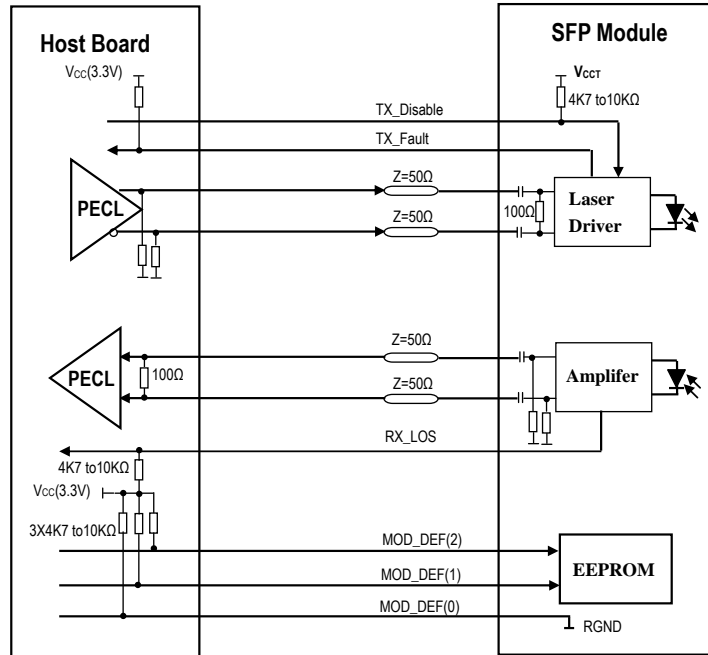 Host Board
SFP Module
VCC(3.3V)
VCCT
4K7 to10KΩ
TX_Disable
TX_Fault
Z=50Ω
PECL
100Ω
Laser
Driver
Z=50Ω
Z=50Ω
PECL
100Ω
Z=50Ω
Amplifer
RX_LOS
4K7 to10KΩ
VCC(3.3V)
3X4K7 to10KΩ
MOD_DEF(2)
EEPROM
MOD_DEF(1)
MOD_DEF(0)
RGND